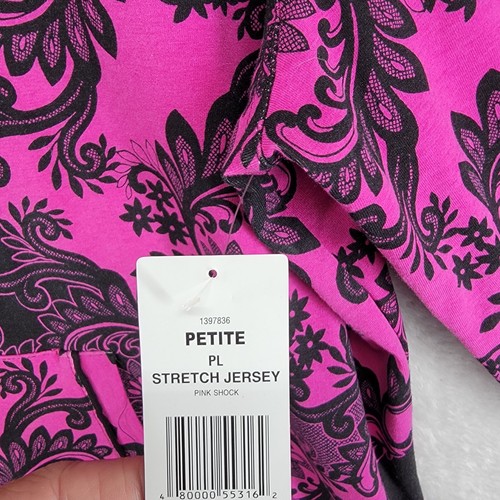 1397836
PETITE
PL
STRETCH JERSEY
PINK SHOCK
4 80000 55316 2